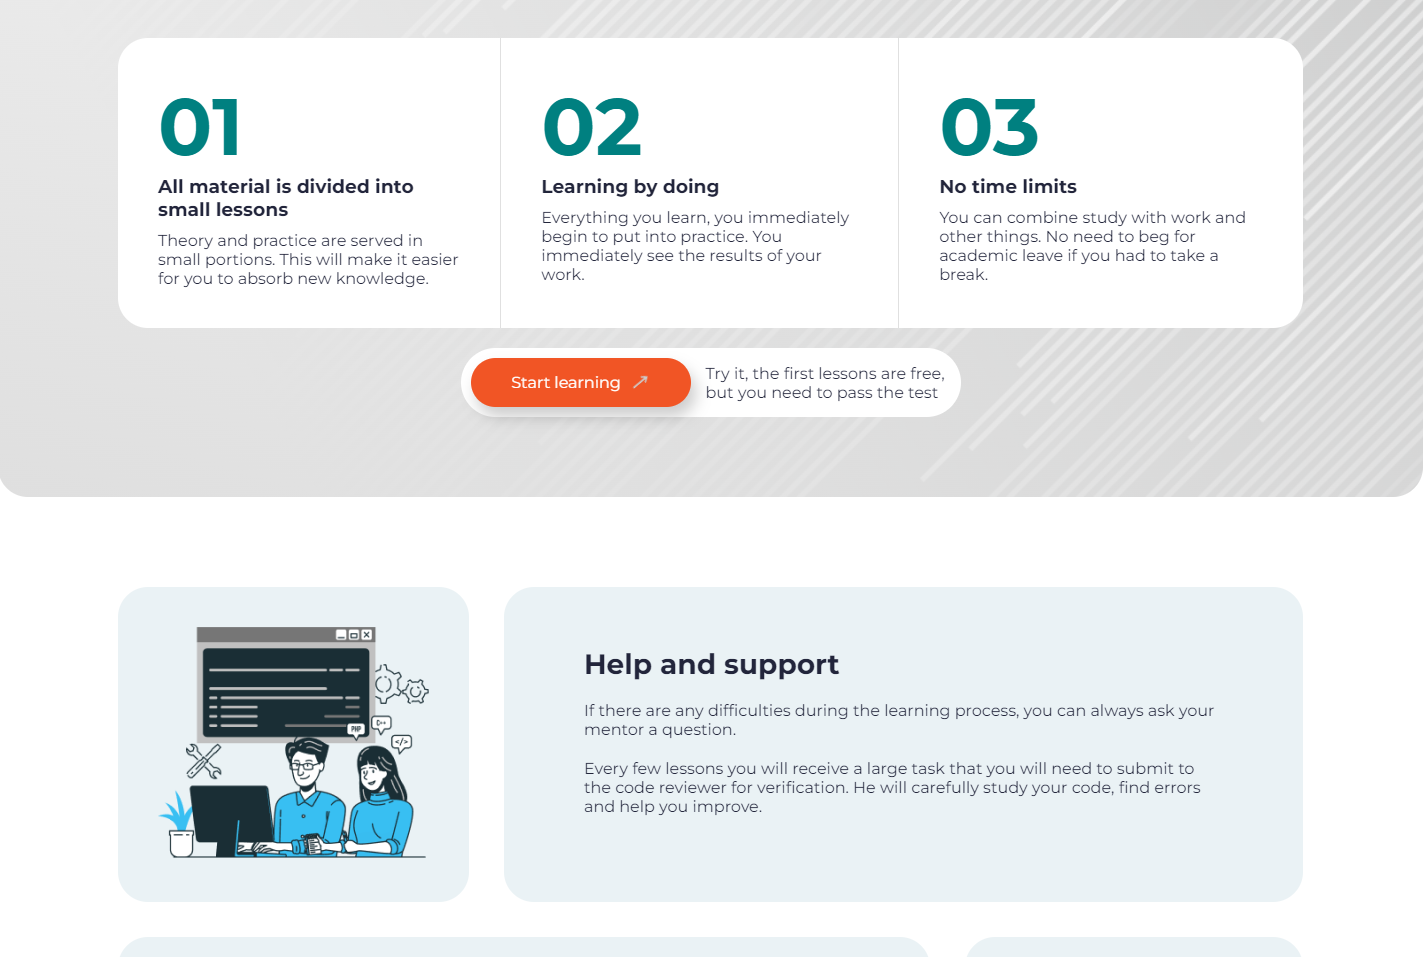 01
All material is divided into
small lessons
Theory and practice are served in
small portions. This will make it easier
for you to absorb new knowledge.
02
Learning by doing
Everything you learn, you immediately
begin to put into practice. You
immediately see the results of your
work.
03
No time limits
You can combine study with work and
other things. No need to beg for
academic leave if you had to take a
break.
Start learning
Try it, the first lessons are free,
but you need to pass the test
PHP
C++
</>
Help and support
If there are any difficulties during the learning process, you can always ask your
mentor a question.
Every few lessons you will receive a large task that you will need to submit to
the code reviewer for verification. He will carefully study your code, find errors
and help you improve.